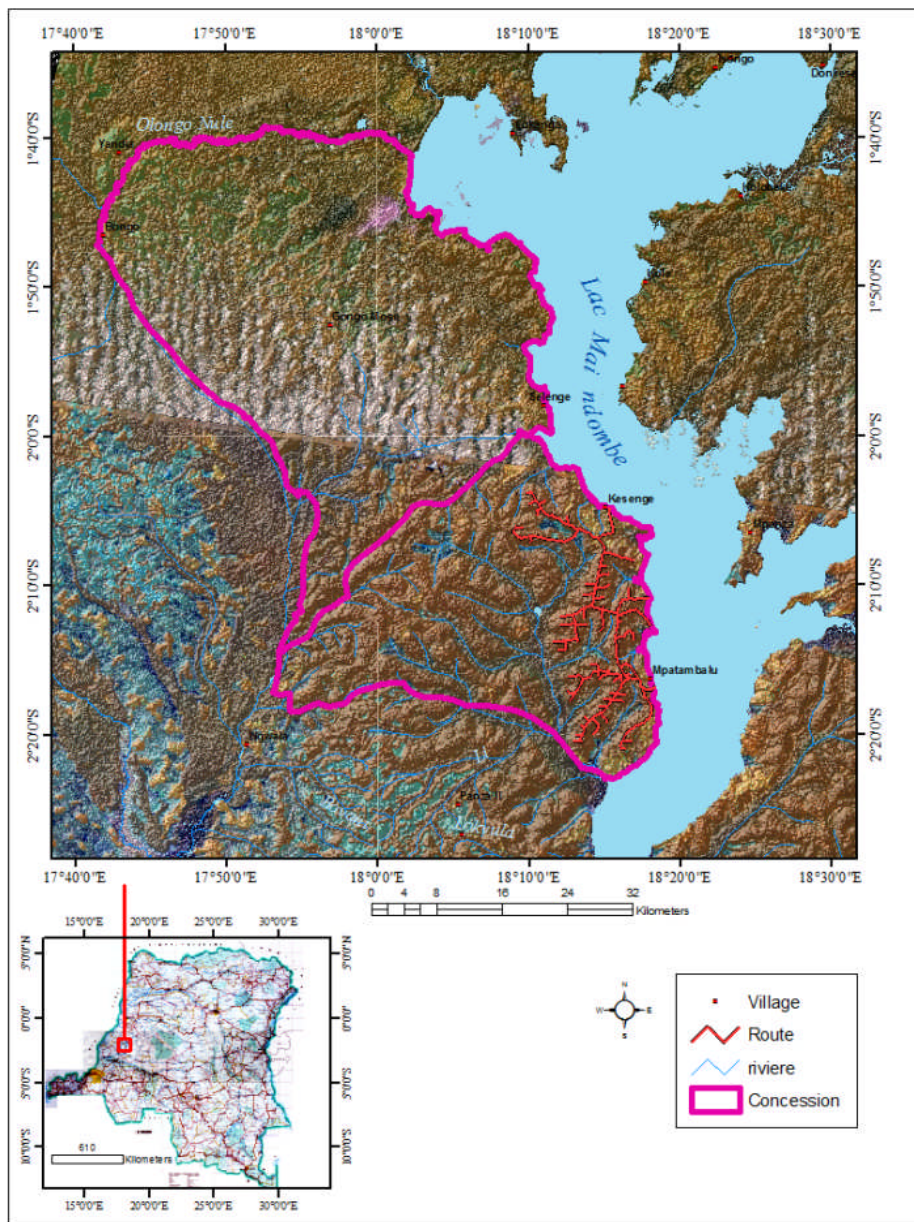 17°40'0"E 17°50'0"E 18°0'0"E 18°10'0"E 18°20'0"E 18°30'0"E
1°40'0"S
1°50'0"S
2°0'0"S
2°10'0"S
2°20'0"S
1°40'0"S
1°50'0"S
2°0'0"S
2°10'0"S
2°20'0"S
Olongo Nule
Bongo
Gongo
Selenge
Lac Mai ndombe
Kesenge
Mpatambalu
Ngwala
Lokulu
17°40'0"E 17°50'0"E 18°0'0"E 18°10'0"E 18°20'0"E 18°30'0"E
0 4 8 16 24 32
Kilometers
15°0'0"E 20°0'0"E 25°0'0"E 30°0'0"E
5°0'0"N
0°0'0"
5°0'0"S
10°0'0"S
5°0'0"N
0°0'0"
5°0'0"S
10°0'0"S
610
Kilometers
15°0'0"E 20°0'0"E 25°0'0"E 30°0'0"E
N
W E
S
Village
Route
riviere
Concession